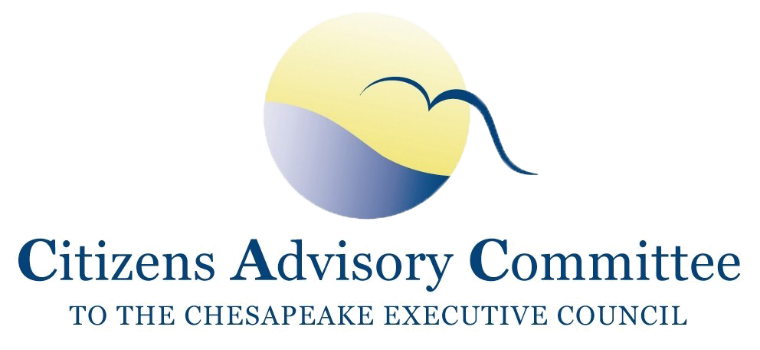 Citizens Advisory Committee
TO THE CHESAPEAKE EXECUTIVE COUNCIL